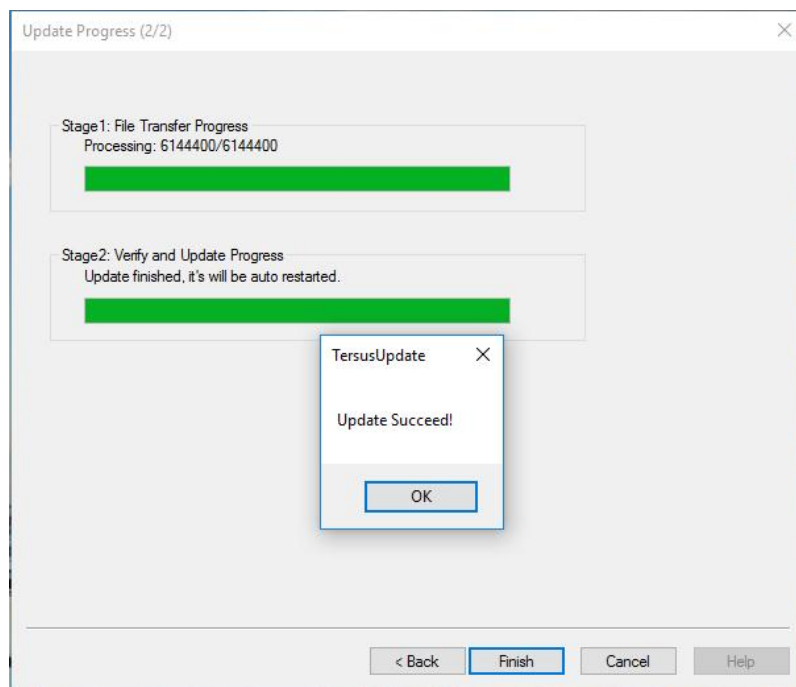 Update Progress (2/2)
Stage1: File Transfer Progress
Processing: 6144400/6144400
Stage2: Verify and Update Progress
Update finished, it's will be auto restarted.
TersusUpdate
Update Succeed!
OK
< Back Finish Cancel Help